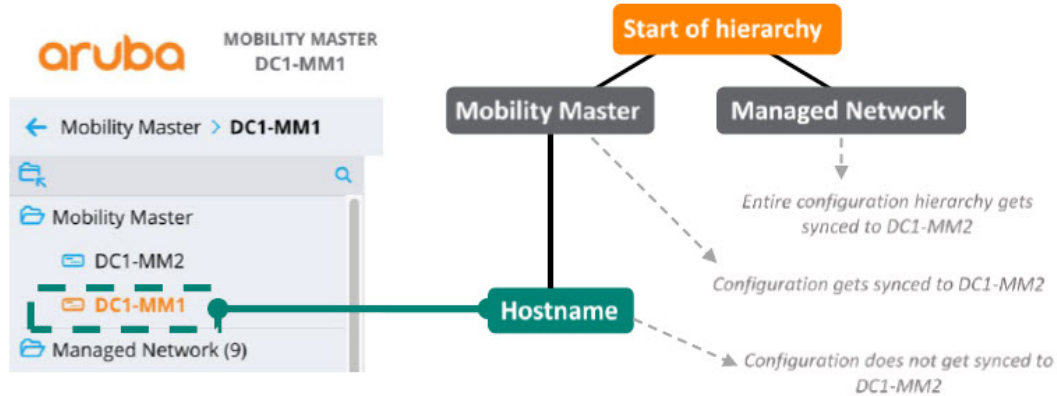 aruba
MOBILITY MASTER
DC1-MM1
Mobility Master > DC1-MM1
Mobility Master
DC1-MM2
DC1-MM1
Managed Network (9)
Start of hierarchy
Mobility Master
Managed Network
Entire configuration hierarchy gets
synced to DC1-MM2
Configuration gets synced to DC1-MM2
Hostname
Configuration does not get synced to
DC1-MM2